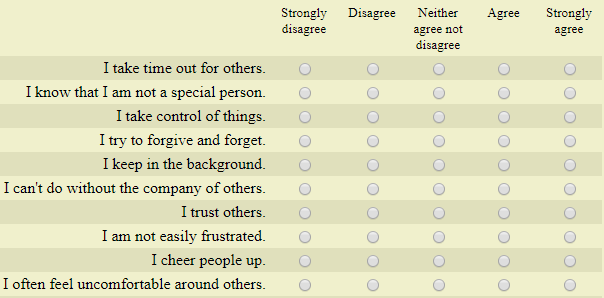 Strongly disagree Disagree Neither agree not disagree Agree Strongly agree
I take time out for others.
I know that I am not a special person.
I take control of things.
I try to forgive and forget.
I keep in the background.
I can't do without the company of others.
I trust others.
I am not easily frustrated.
I cheer people up.
I often feel uncomfortable around others.